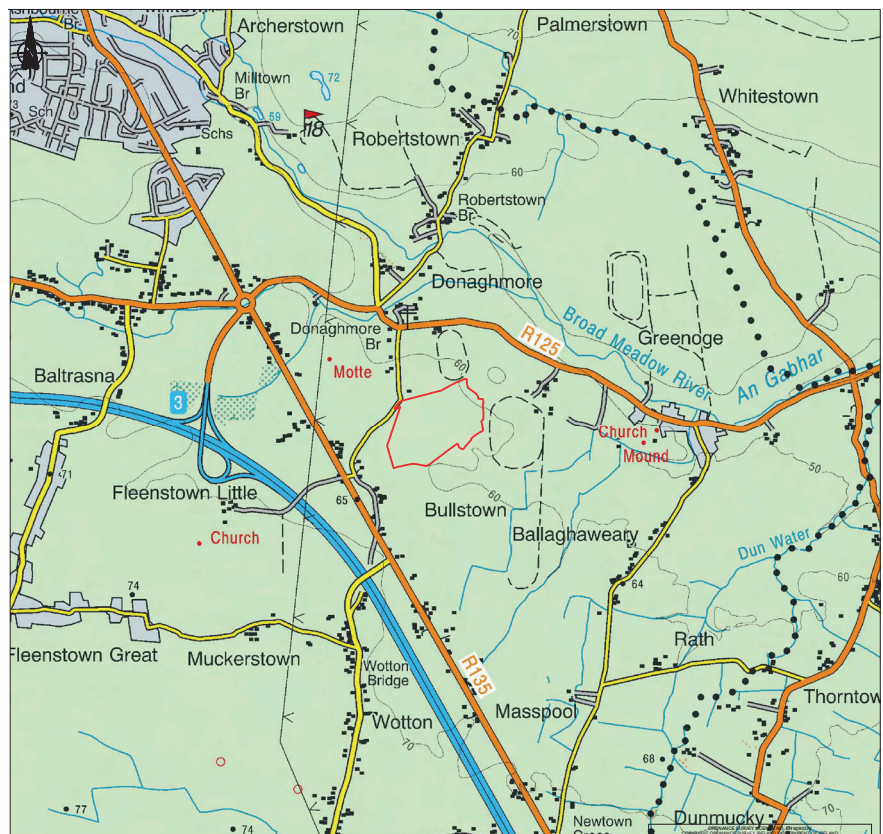 Archerstown
Palmerstown
70
Br
Milltown
Br
72
59
18
Sch
Schs
Robertstown
Whitestown
60
Robertstown
Br
Donaghmore
Donaghmore
Br
R125
Broad Meadow River
Greenoge
An Gabhar
Motte
60
Baltrasna
3
Church
Mound
71
Fleenstown Little
65
60
Bullstown
50
Ballaghaweary
Church
Dun Water
74
64
60
Fleenstown Great
Muckerstown
Wotton
Bridge
R135
Rath
Wotton
Masspool
Thorntow
70
68
77
74
Newtown
Dunmucky
70